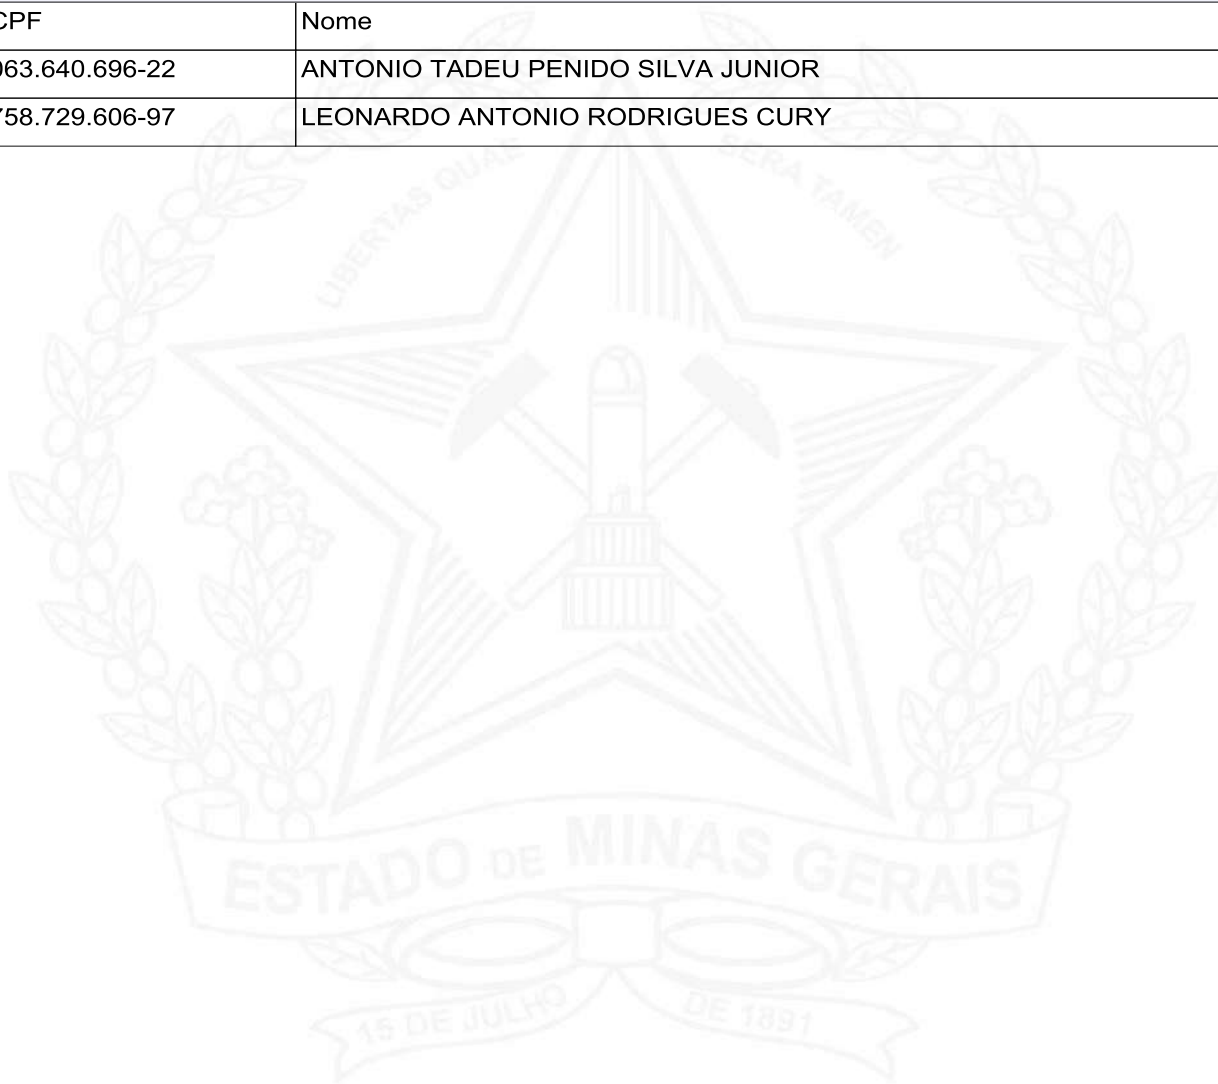 CPF Nome
063.640.696-22 ANTONIO TADEU PENIDO SILVA JUNIOR
758.729.606-97 LEONARDO ANTONIO RODRIGUES CURY
LIBERTAS QUAE SERA TAMEN
ESTADO DE MINAS GERAIS
15 DE JULHO DE 1891